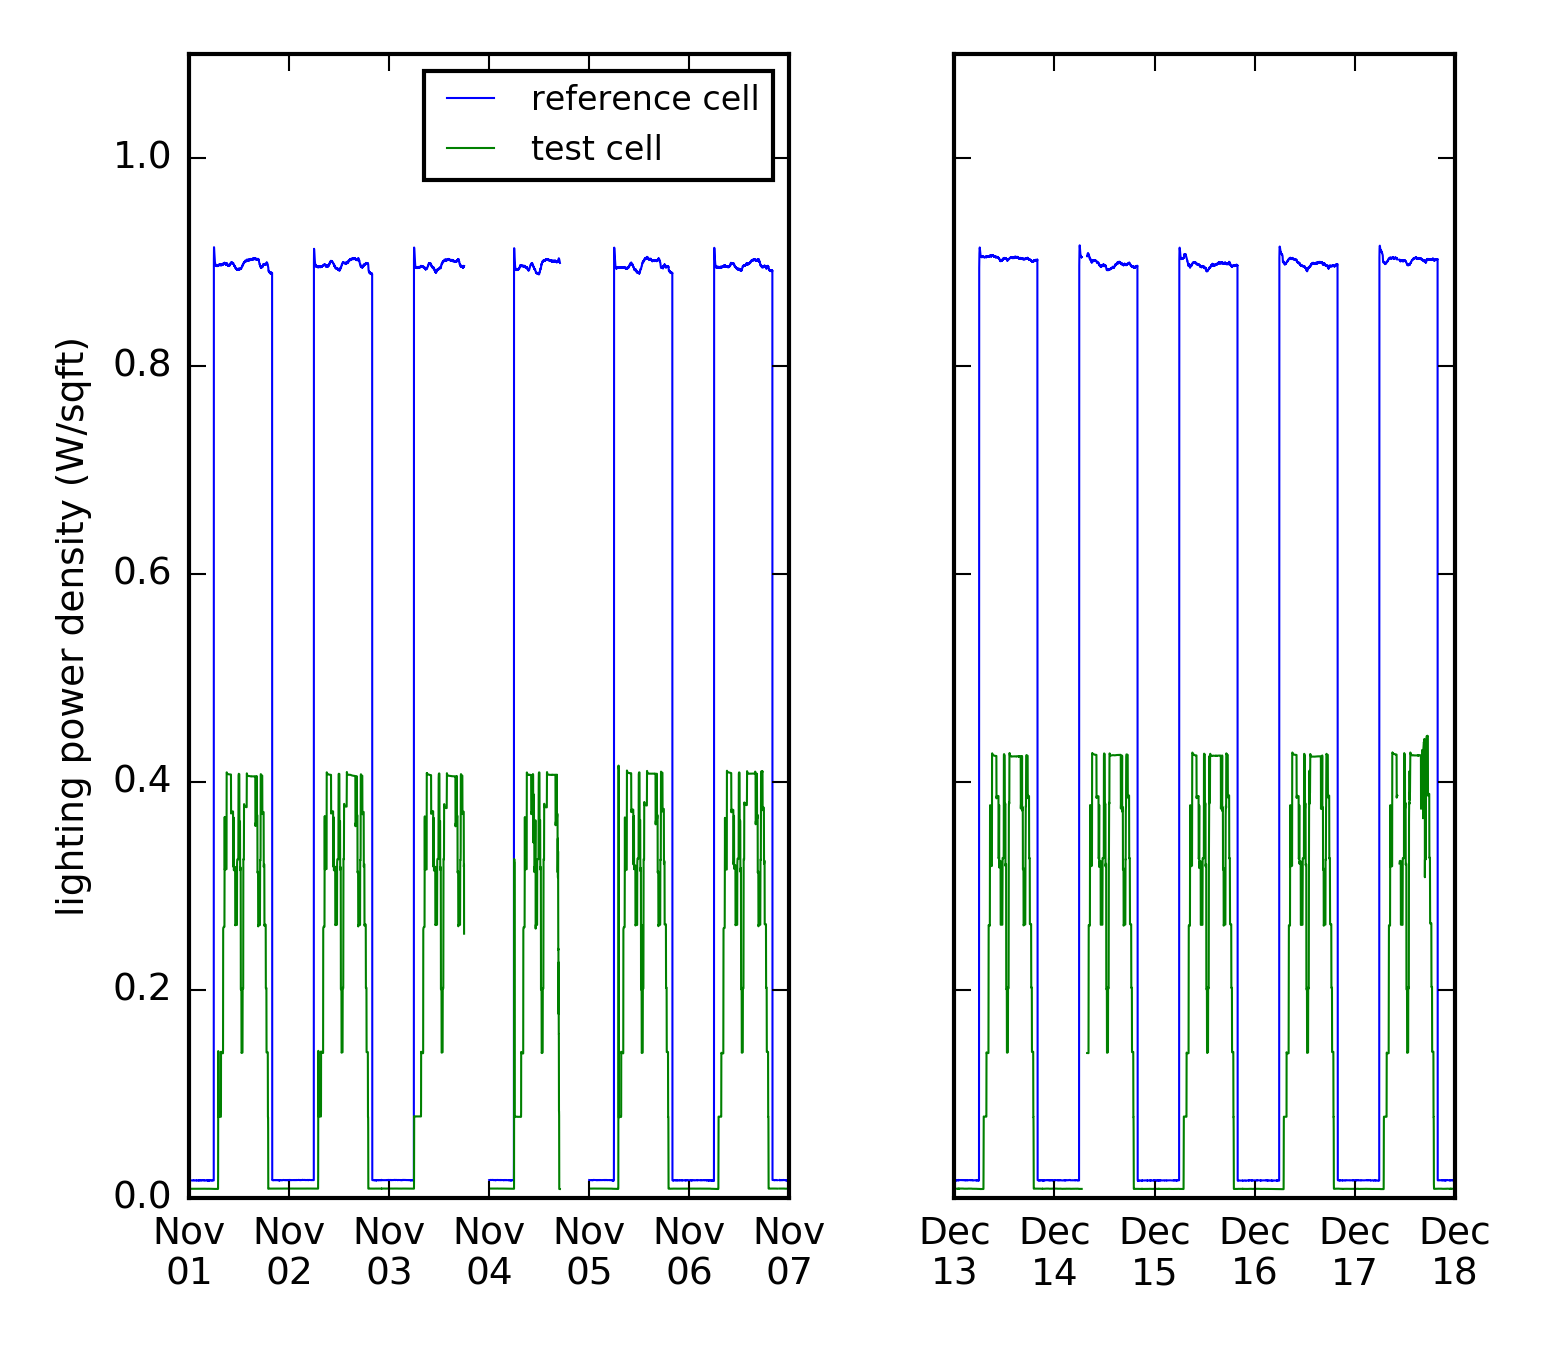 reference cell
test cell
lighting power density (W/sqft)
1.0
0.8
0.6
0.4
0.2
0.0
Nov 01
Nov 02
Nov 03
Nov 04
Nov 05
Nov 06
Nov 07
Dec 13
Dec 14
Dec 15
Dec 16
Dec 17
Dec 18